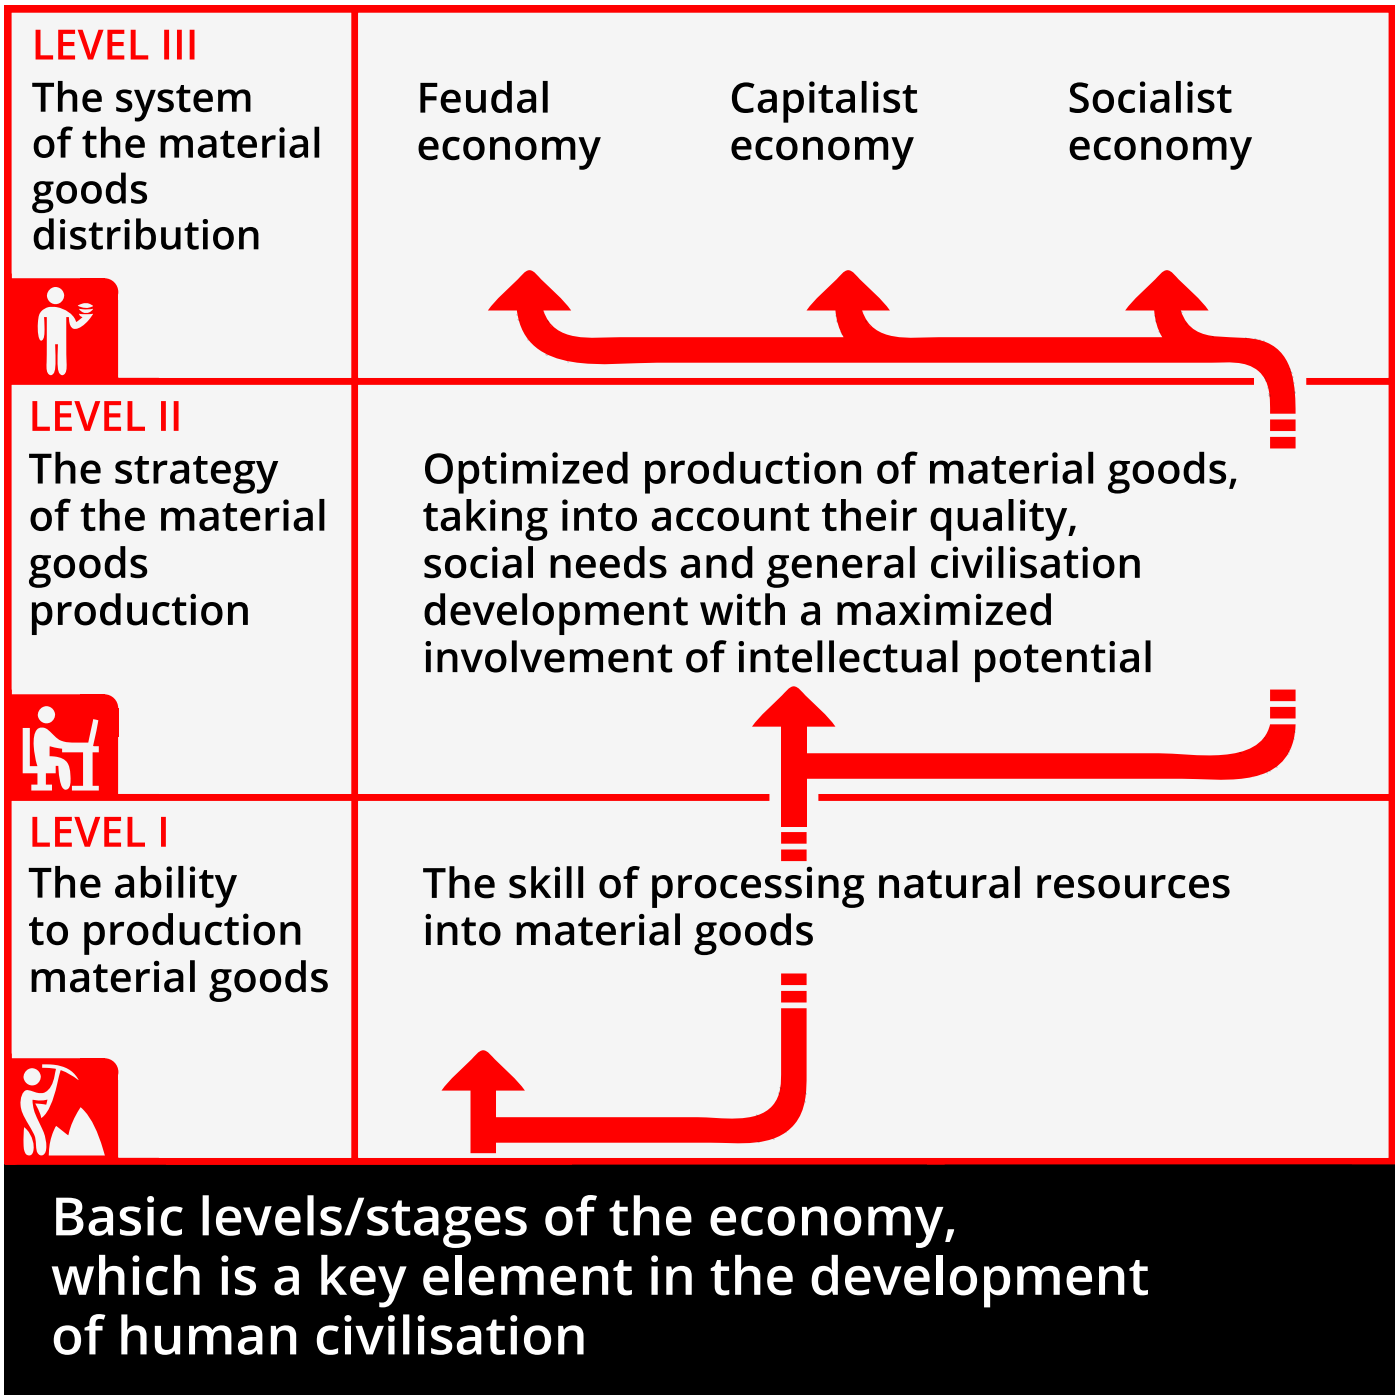 LEVEL III
The system
of the material
goods
distribution
Feudal
economy
Capitalist
economy
Socialist
economy
LEVEL II
The strategy
of the material
goods
production
Optimized production of material goods,
taking into account their quality,
social needs and general civilisation
development with a maximized
involvement of intellectual potential
LEVEL I
The ability
to production
material goods
The skill of processing natural resources
into material goods
Basic levels/stages of the economy,
which is a key element in the development
of human civilisation